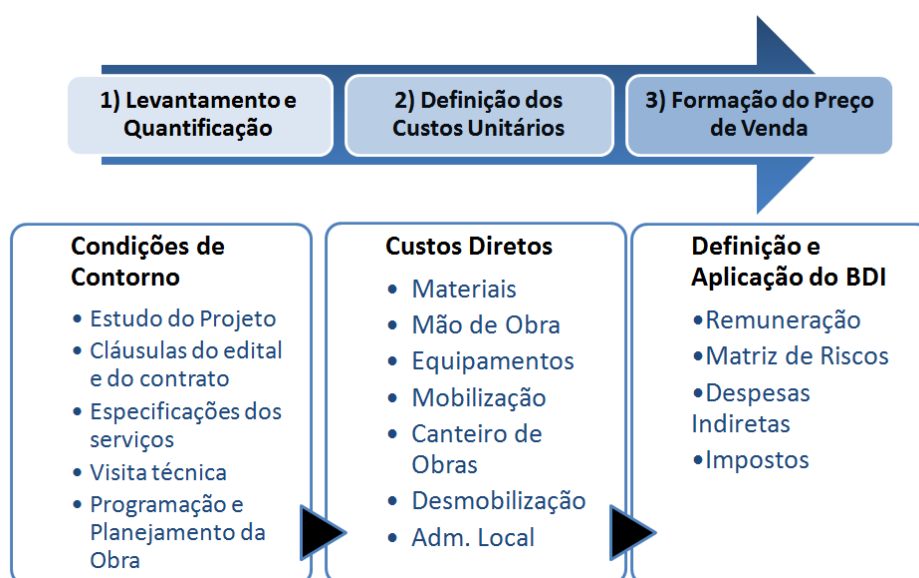 1) Levantamento e
Quantificação
2) Definição dos
Custos Unitários
3) Formação do Preço
de Venda
Condições de
Contorno
• Estudo do Projeto
• Cláusulas do edital
e do contrato
• Especificações dos
serviços
• Visita técnica
• Programação e
Planejamento da
Obra
Custos Diretos
• Materiais
• Mão de Obra
• Equipamentos
• Mobilização
• Canteiro de
Obras
• Desmobilização
• Adm. Local
Definição e
Aplicação do BDI
•Remuneração
•Matriz de Riscos
•Despesas
Indiretas
•Impostos